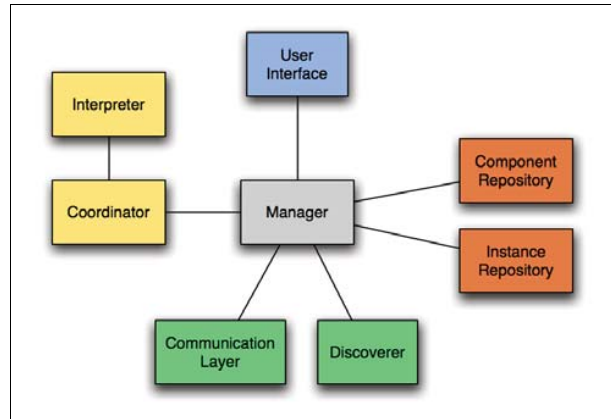 User
Interface
Interpreter
Component
Repository
Coordinator
Manager
Instance
Repository
Communication
Layer
Discoverer